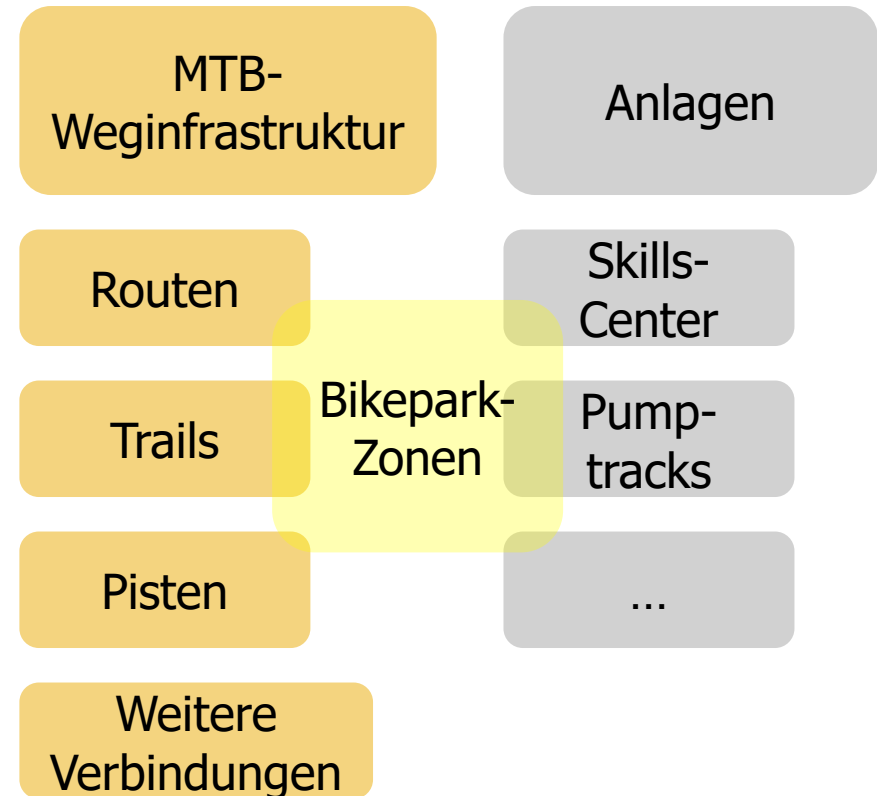 MTB-
Weginfrastruktur
Anlagen
Routen
Skills-
Center
Trails
Bikepark-
Zonen
Pump-
tracks
Pisten
...
Weitere
Verbindungen